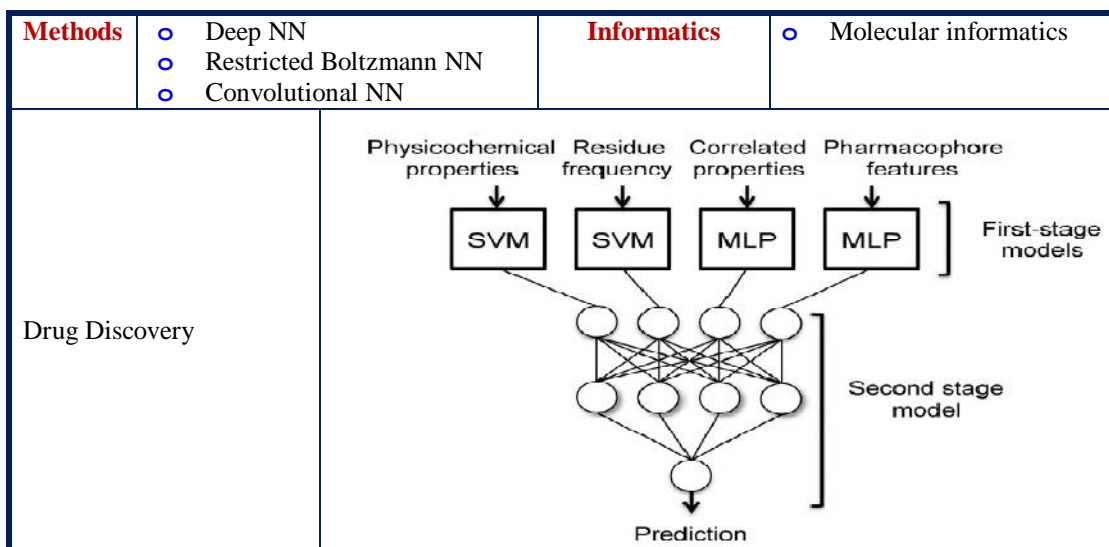 Methods
o Deep NN
o Restricted Boltzmann NN
o Convolutional NN
Informatics
o Molecular informatics
Drug Discovery
Physicochemical properties
Residue frequency
Correlated properties
Pharmacophore features
SVM
SVM
MLP
MLP
First-stage
models
Second stage
model
Prediction